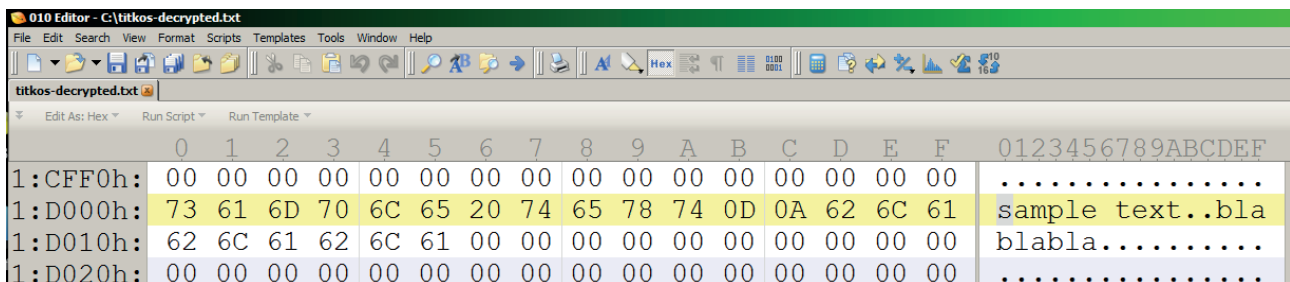 010 Editor - C:\titkos-decrypted.txt
File Edit Search View Format Scripts Templates Tools Window Help
Hex
titkos-decrypted.txt
Edit As: Hex Run Script Run Template
0 1 2 3 4 5 6 7 8 9 A B C D E F 0123456789ABCDEF
1:CFF0h: 00 00 00 00 00 00 00 00 00 00 00 00 00 00 00 00 ................
1:D000h: 73 61 6D 70 6C 65 20 74 65 78 74 0D 0A 62 6C 61 sample text..bla
1:D010h: 62 6C 61 62 6C 61 00 00 00 00 00 00 00 00 00 00 blabla..........
1:D020h: 00 00 00 00 00 00 00 00 00 00 00 00 00 00 00 00 ................